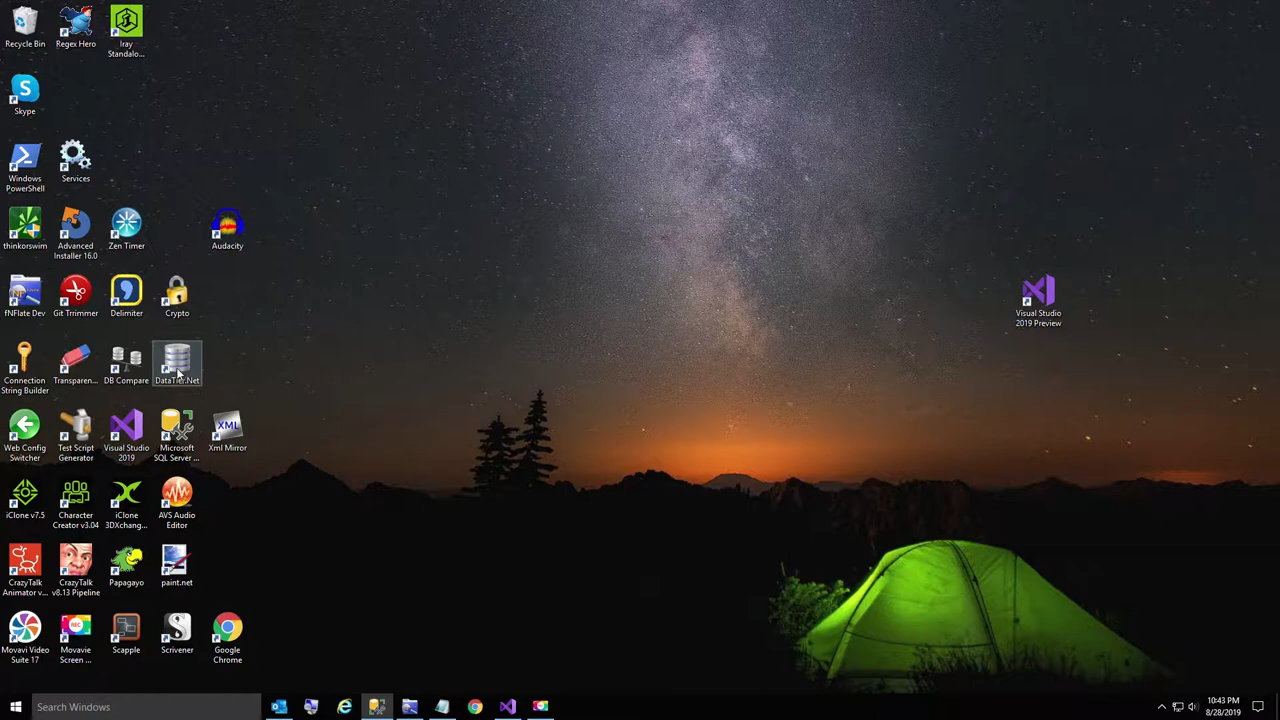 Recycle Bin
Regex Hero
Iray
Standalo...
Skype
Windows
PowerShell
Services
thinkorswim
Advanced
Installer 16.0
Zen Timer
Audacity
fNFlate Dev
Git Trimmer
Delimiter
Crypto
Visual Studio
2019 Preview
Connection
String Builder
Transparen...
DB Compare
DataTier.Net
Web Config
Switcher
Test Script
Generator
Visual Studio
2019
Microsoft
SQL Server ...
XML
Xml Mirror
iClone v7.5
Character
Creator v3.04
iClone
3DXchang...
AVS Audio
Editor
CrazyTalk
Animator v...
CrazyTalk
v8.13 Pipeline
Papagayo
paint.net
Movavi Video
Suite 17
REC
Movavie
Screen ...
Scapple
Scrivener
Google
Chrome
Search Windows
10:43 PM
8/28/2019